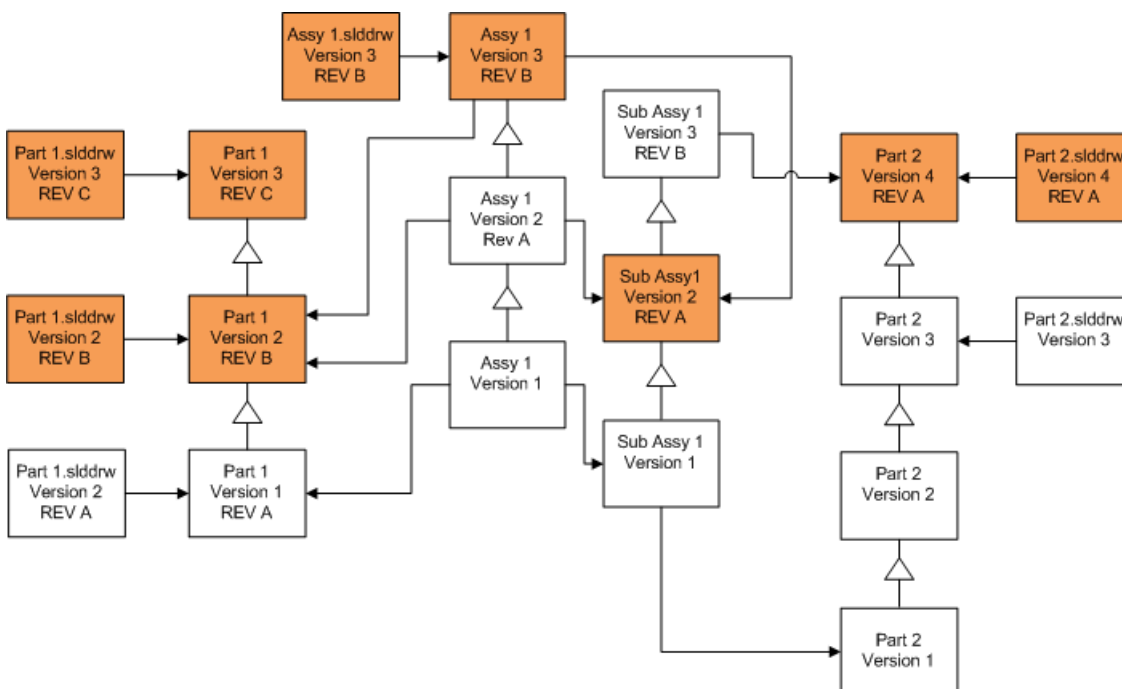 Assy 1.slddrw
Version 3
REV B
Assy 1
Version 3
REV B
Sub Assy 1
Version 3
REV B
Part 1.slddrw
Version 3
REV C
Part 1
Version 3
REV C
Part 2
Version 4
REV A
Part 2.slddrw
Version 4
REV A
Assy 1
Version 2
Rev A
Sub Assy1
Version 2
REV A
Part 1.slddrw
Version 2
REV B
Part 1
Version 2
REV B
Part 2
Version 3
Part 2.slddrw
Version 3
Assy 1
Version 1
Sub Assy 1
Version 1
Part 1.slddrw
Version 2
REV A
Part 1
Version 1
REV A
Part 2
Version 2
Part 2
Version 1